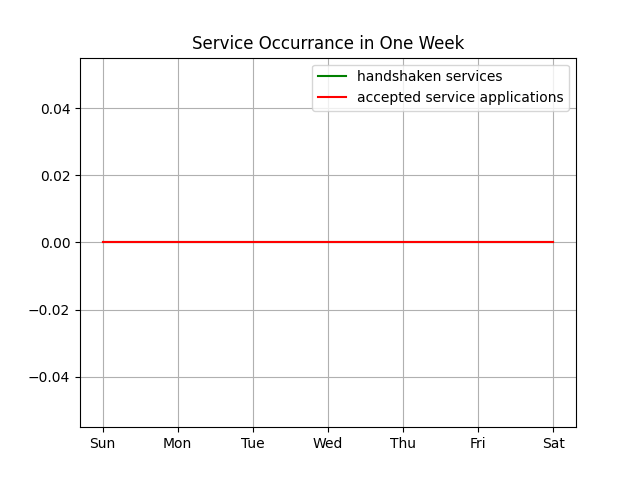 Service Occurrance in One Week
handshaken services
accepted service applications
0.04
0.02
0.00
−0.02
−0.04
Sun Mon Tue Wed Thu Fri Sat